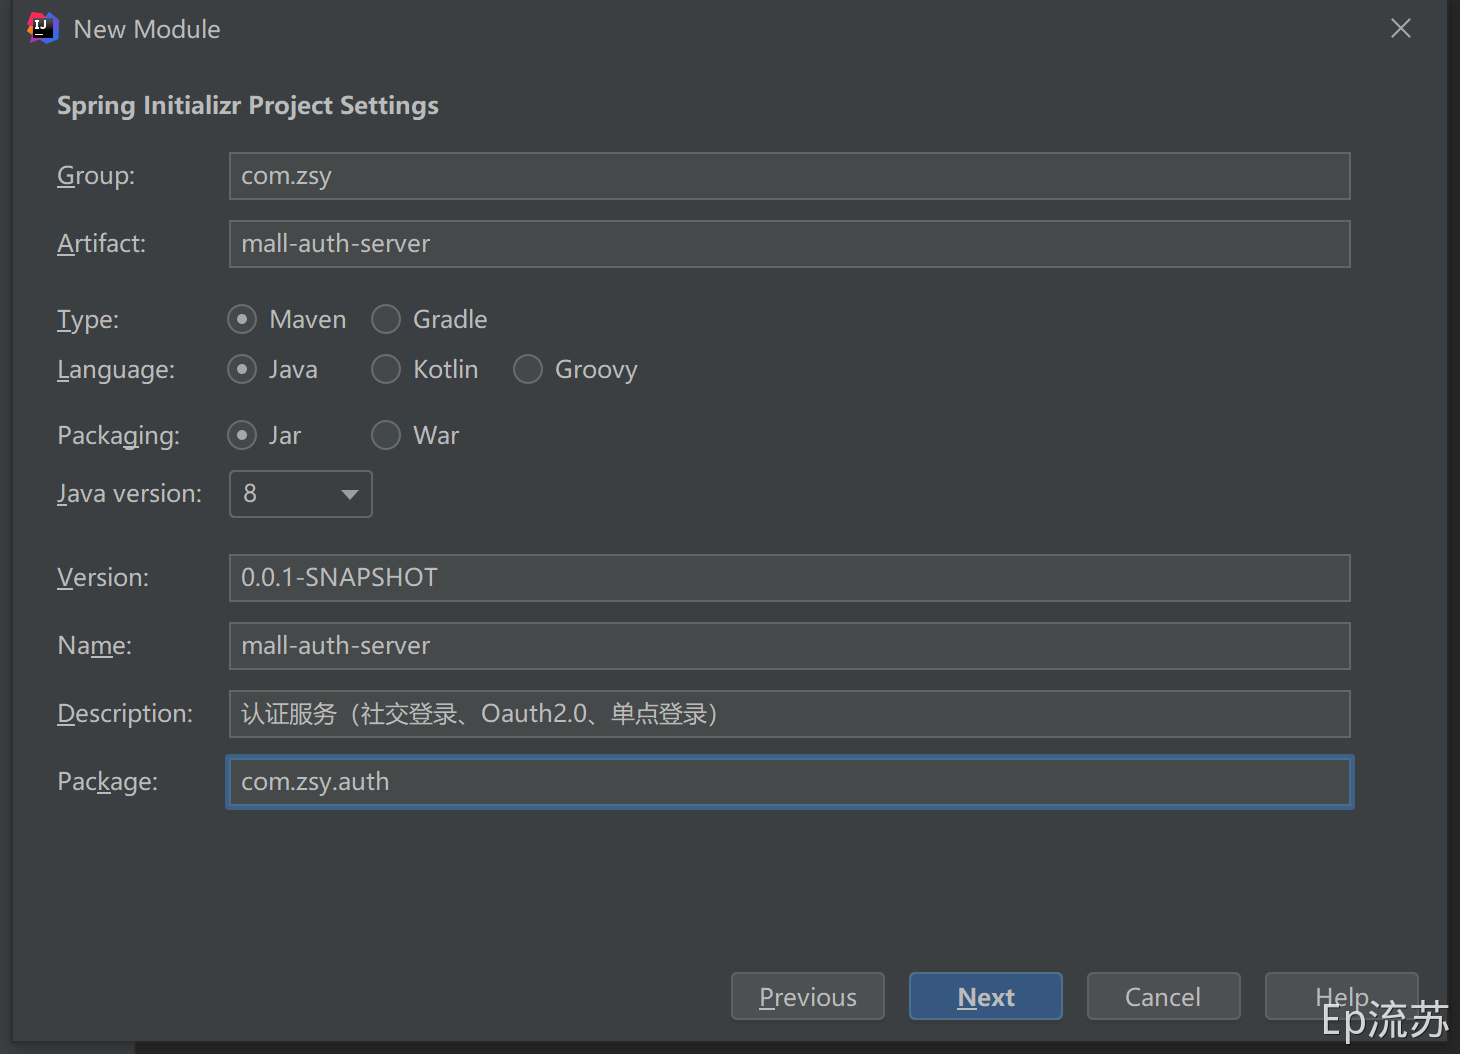 IJ
New Module
Spring Initializr Project Settings
Group: com.zsy
Artifact: mall-auth-server
Type: Maven Gradle
Language: Java Kotlin Groovy
Packaging: Jar War
Java version: 8
Version: 0.0.1-SNAPSHOT
Name: mall-auth-server
Description: 认证服务（社交登录、Oauth2.0、单点登录）
Package: com.zsy.auth
Previous Next Cancel Help
Ep流苏